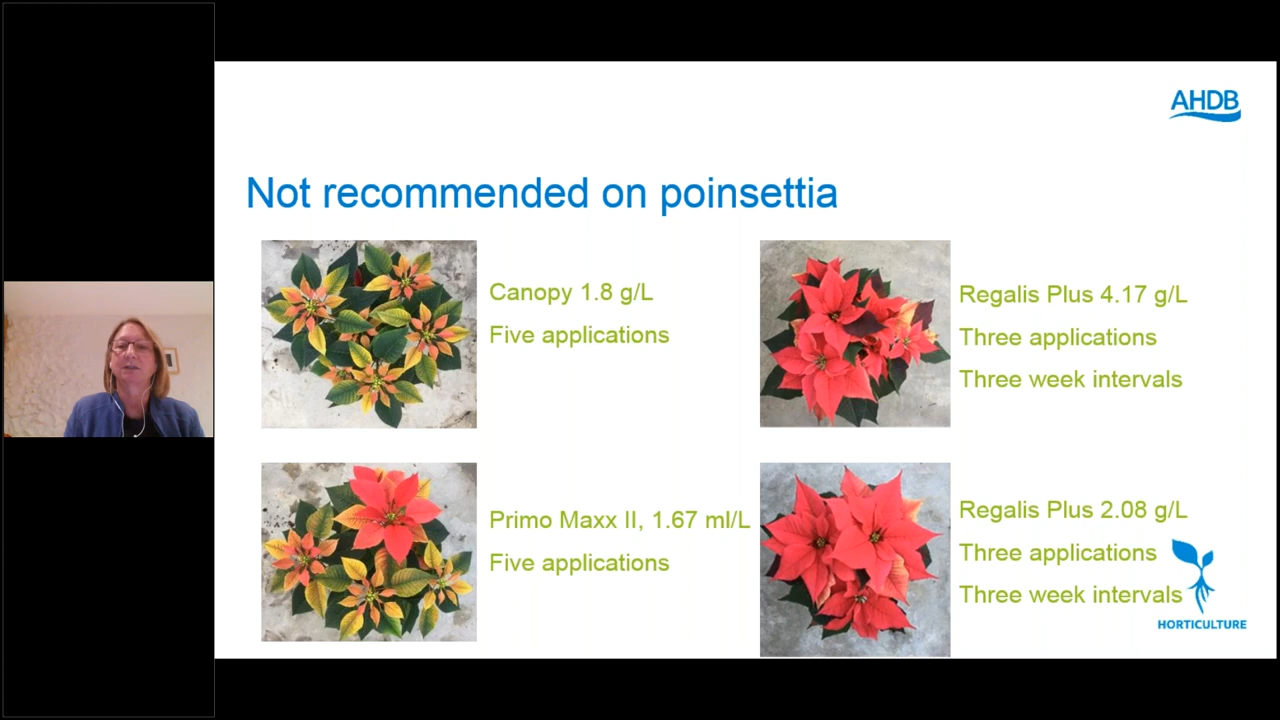 AHDB
Not recommended on poinsettia
Canopy 1.8 g/L
Five applications
Regalis Plus 4.17 g/L
Three applications
Three week intervals
Primo Maxx II, 1.67 ml/L
Five applications
Regalis Plus 2.08 g/L
Three applications
Three week intervals
HORTICULTURE